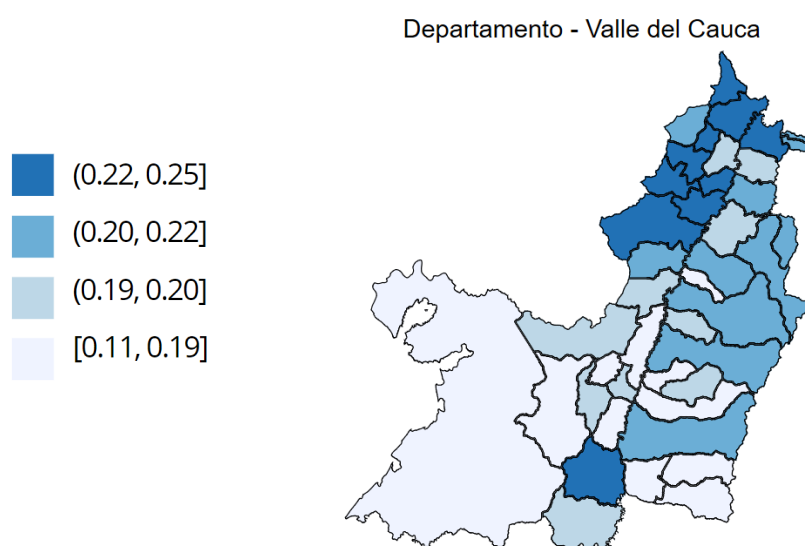 Departamento - Valle del Cauca
(0.22, 0.25]
(0.20, 0.22]
(0.19, 0.20]
[0.11, 0.19]